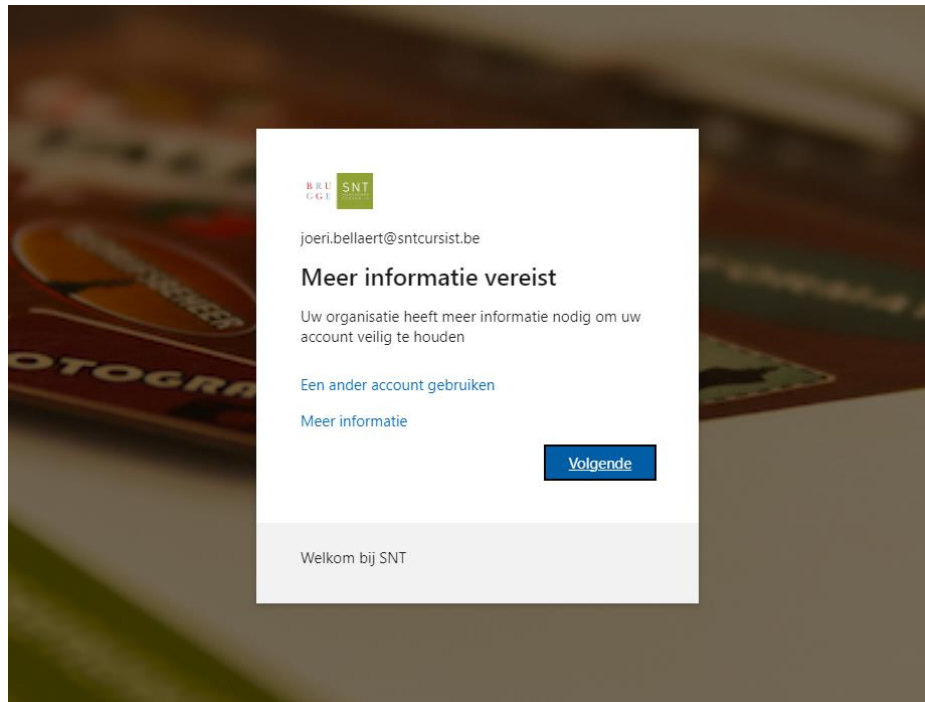 BRU
GGE
SNT
joeri.bellaert@sntcursist.be
Meer informatie vereist
Uw organisatie heeft meer informatie nodig om uw
account veilig te houden
Een ander account gebruiken
Meer informatie
Volgende
Welkom bij SNT